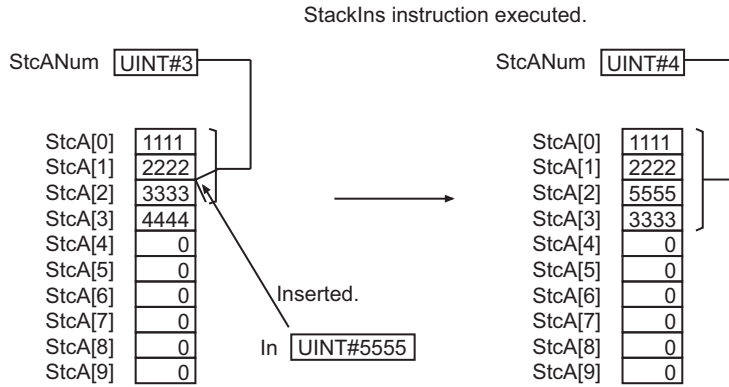 StackIns instruction executed.
StcANum UINT#3
StcANum UINT#4
StcA[0] 1111
StcA[1] 2222
StcA[2] 3333
StcA[3] 4444
StcA[4] 0
StcA[5] 0
StcA[6] 0
StcA[7] 0
StcA[8] 0
StcA[9] 0
Inserted.
In UINT#5555
StcA[0] 1111
StcA[1] 2222
StcA[2] 5555
StcA[3] 3333
StcA[4] 0
StcA[5] 0
StcA[6] 0
StcA[7] 0
StcA[8] 0
StcA[9] 0